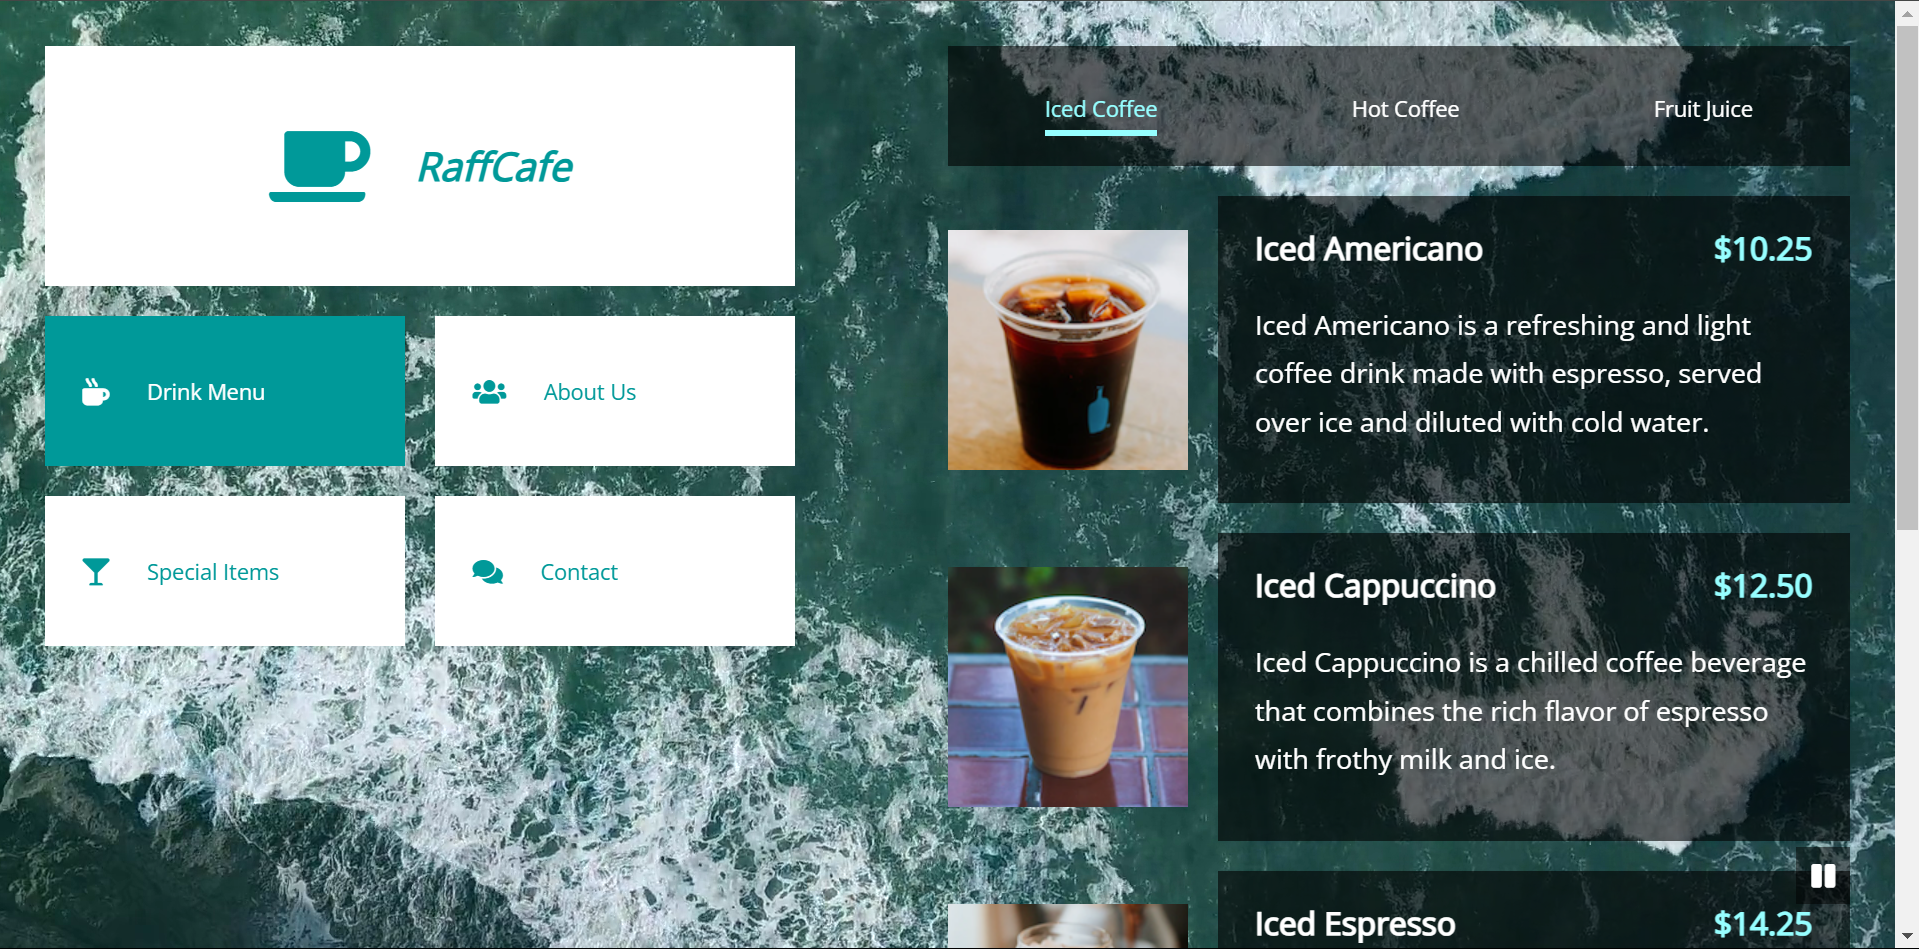 RaffCafe
Drink Menu
About Us
Special Items
Contact
Iced Coffee
Hot Coffee
Fruit Juice
Iced Americano
$10.25
Iced Americano is a refreshing and light
coffee drink made with espresso, served
over ice and diluted with cold water.
Iced Cappuccino
$12.50
Iced Cappuccino is a chilled coffee beverage
that combines the rich flavor of espresso
with frothy milk and ice.
Iced Espresso
$14.25